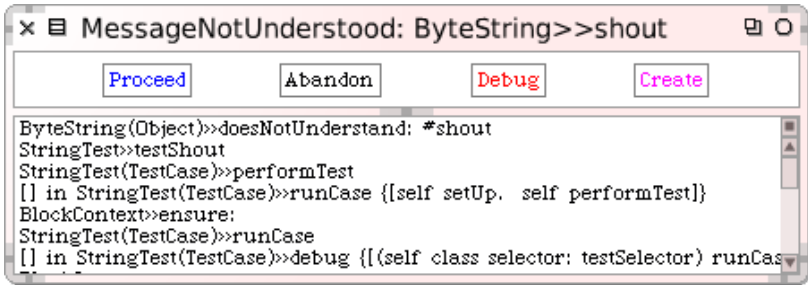 MessageNotUnderstood: ByteString>>shout
Proceed Abandon Debug Create
ByteString(Object)>>doesNotUnderstand: #shout
StringTest>>testShout
StringTest(TestCase)>>performTest
[] in StringTest(TestCase)>>runCase {[self setUp. self performTest]}
BlockContext>>ensure:
StringTest(TestCase)>>runCase
[] in StringTest(TestCase)>>debug {[(self class selector: testSelector) runCas